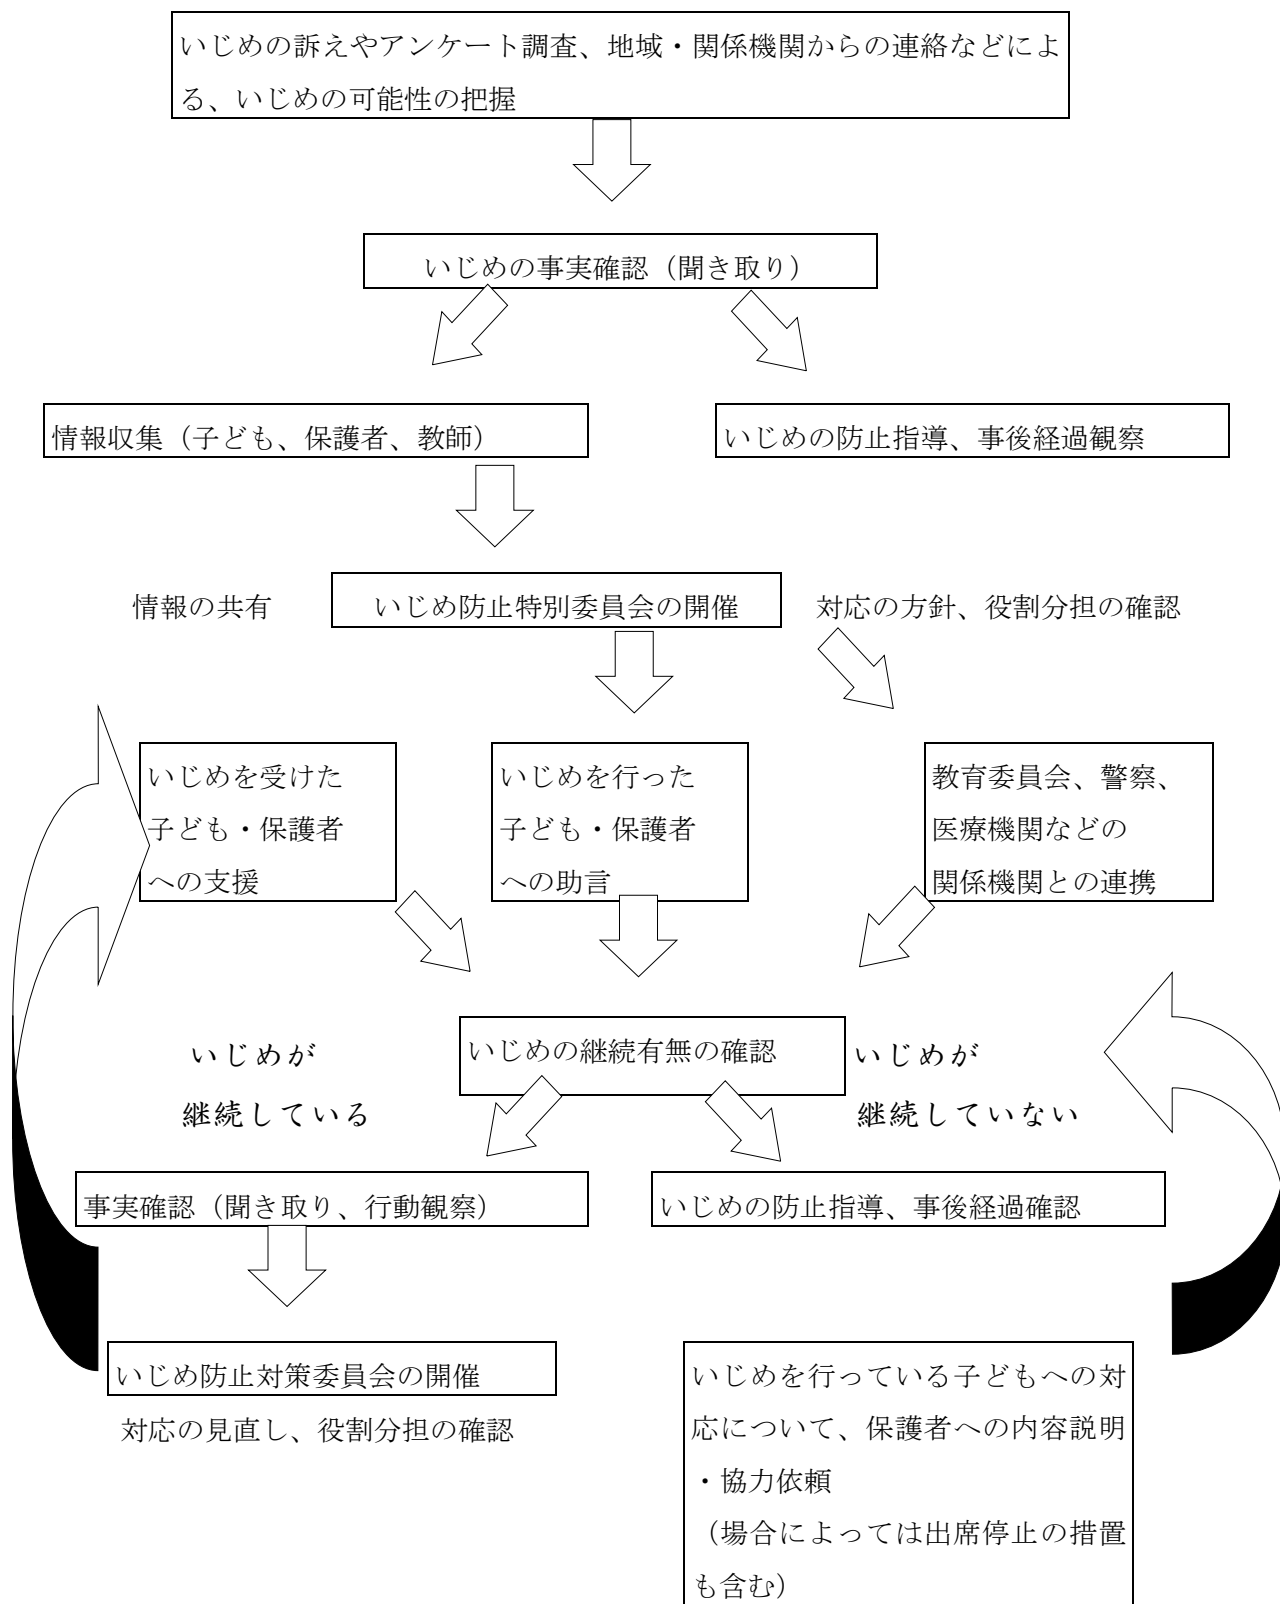 いじめの訴えやアンケート調査、地域・関係機関からの連絡などによ
る、いじめの可能性の把握
いじめの事実確認（聞き取り）
情報収集（子ども、保護者、教師）
いじめの防止指導、事後経過観察
情報の共有
いじめ防止特別委員会の開催
対応の方針、役割分担の確認
いじめを受けた
子ども・保護者
への支援
いじめを行った
子ども・保護者
への助言
教育委員会、警察、
医療機関などの
関係機関との連携
いじめが
継続している
いじめの継続有無の確認
いじめが
継続していない
事実確認（聞き取り、行動観察）
いじめの防止指導、事後経過確認
いじめ防止対策委員会の開催
対応の見直し、役割分担の確認
いじめを行っている子どもへの対
応について、保護者への内容説明
・協力依頼
（場合によっては出席停止の措置
も含む）